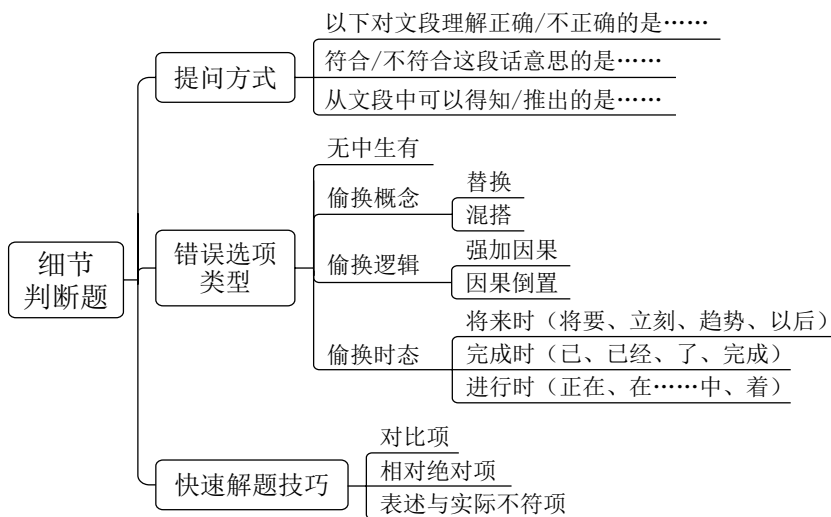 细节
判断题
提问方式
以下对文段理解正确/不正确的是……
符合/不符合这段话意思的是……
从文段中可以得知/推出的是……
错误选项
类型
无中生有
偷换概念
替换
混搭
偷换逻辑
强加因果
因果倒置
偷换时态
将来时（将要、立刻、趋势、以后）
完成时（已、已经、了、完成）
进行时（正在、在……中、着）
快速解题技巧
对比项
相对绝对项
表述与实际不符项